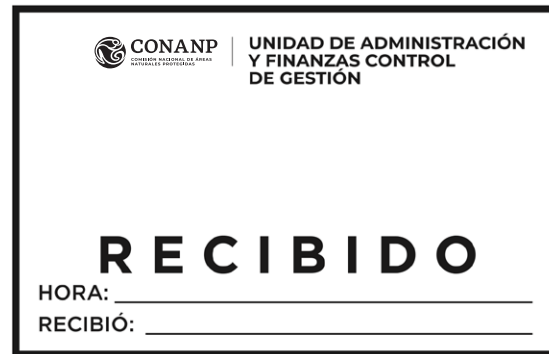 CONANP
COMISIÓN NACIONAL DE ÁREAS
NATURALES PROTEGIDAS
UNIDAD DE ADMINISTRACIÓN
Y FINANZAS CONTROL
DE GESTIÓN
RECIBIDO
HORA:
RECIBIÓ: